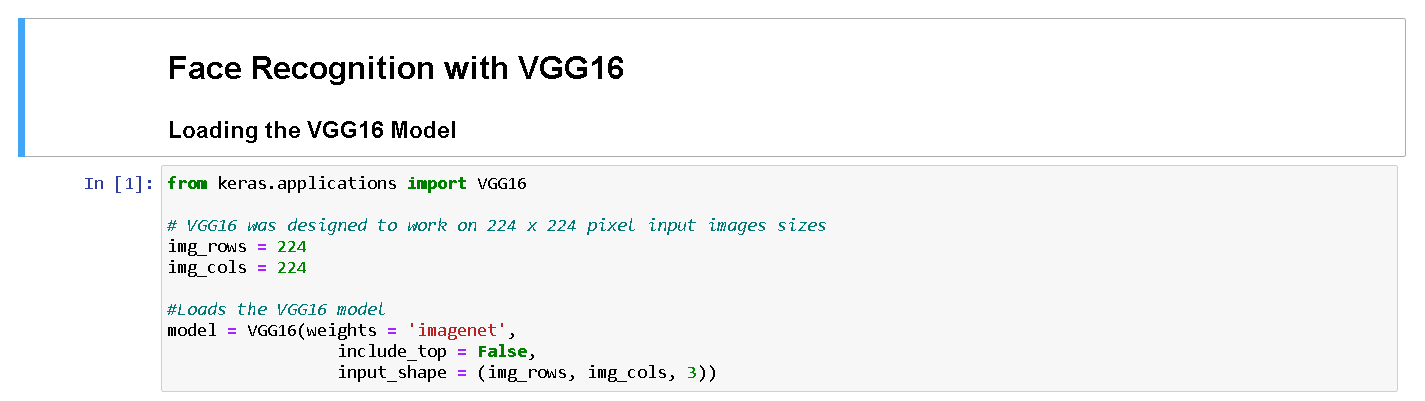 Face Recognition with VGG16
Loading the VGG16 Model
In [1]: from keras.applications import VGG16
# VGG16 was designed to work on 224 x 224 pixel input images sizes
img_rows = 224
img_cols = 224
#Loads the VGG16 model
model = VGG16(weights = 'imagenet',
                 include_top = False,
                 input_shape = (img_rows, img_cols, 3))